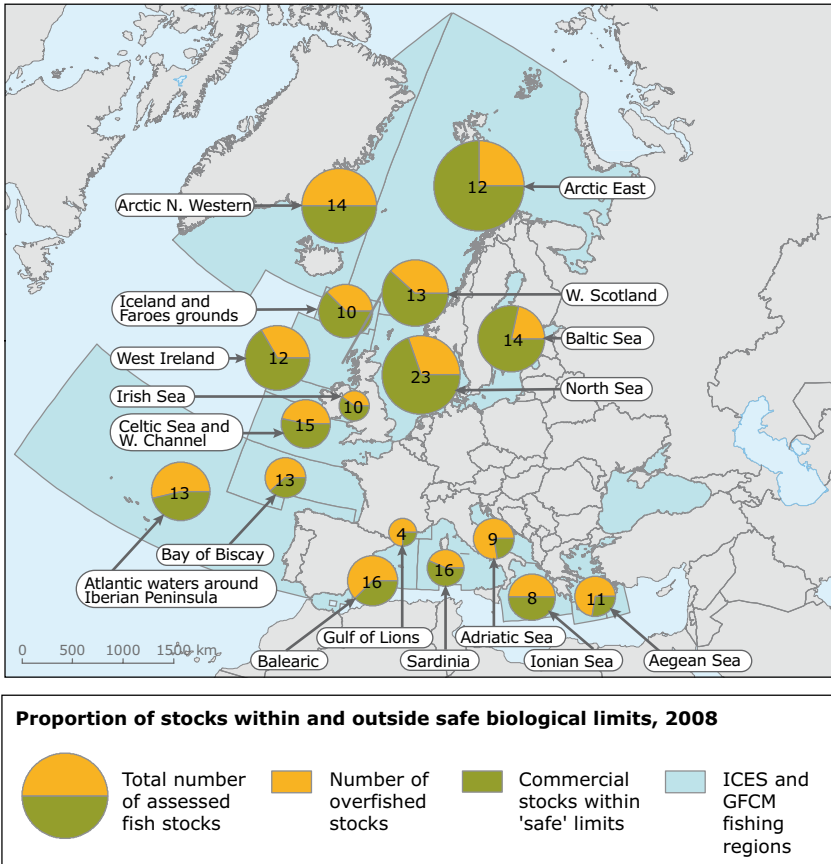 Arctic N. Western
14
12
Arctic East
Iceland and
Faroes grounds
10
13
W. Scotland
West Ireland
12
14
Baltic Sea
23
North Sea
Irish Sea
10
Celtic Sea and
W. Channel
15
13
13
Bay of Biscay
Atlantic waters around
Iberian Peninsula
4
9
16
16
8
11
Gulf of Lions
Adriatic Sea
Balearic
Sardinia
Ionian Sea
Aegean Sea
0 500 1000 1500 km
Proportion of stocks within and outside safe biological limits, 2008
Total number
of assessed
fish stocks
Number of
overfished
stocks
Commercial
stocks within
'safe' limits
ICES and
GFCM
fishing
regions